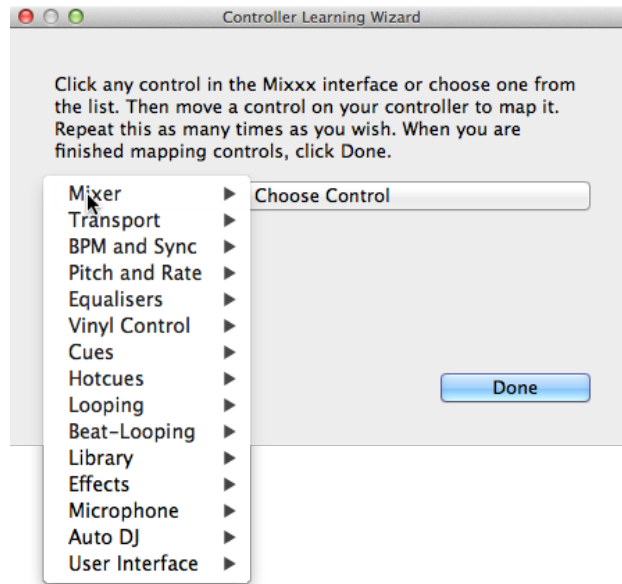 Controller Learning Wizard
Click any control in the Mixxx interface or choose one from
the list. Then move a control on your controller to map it.
Repeat this as many times as you wish. When you are
finished mapping controls, click Done.
Choose Control
Mixer
Transport
BPM and Sync
Pitch and Rate
Equalisers
Vinyl Control
Cues
Hotcues
Looping
Beat-Looping
Library
Effects
Microphone
Auto DJ
User Interface
Done